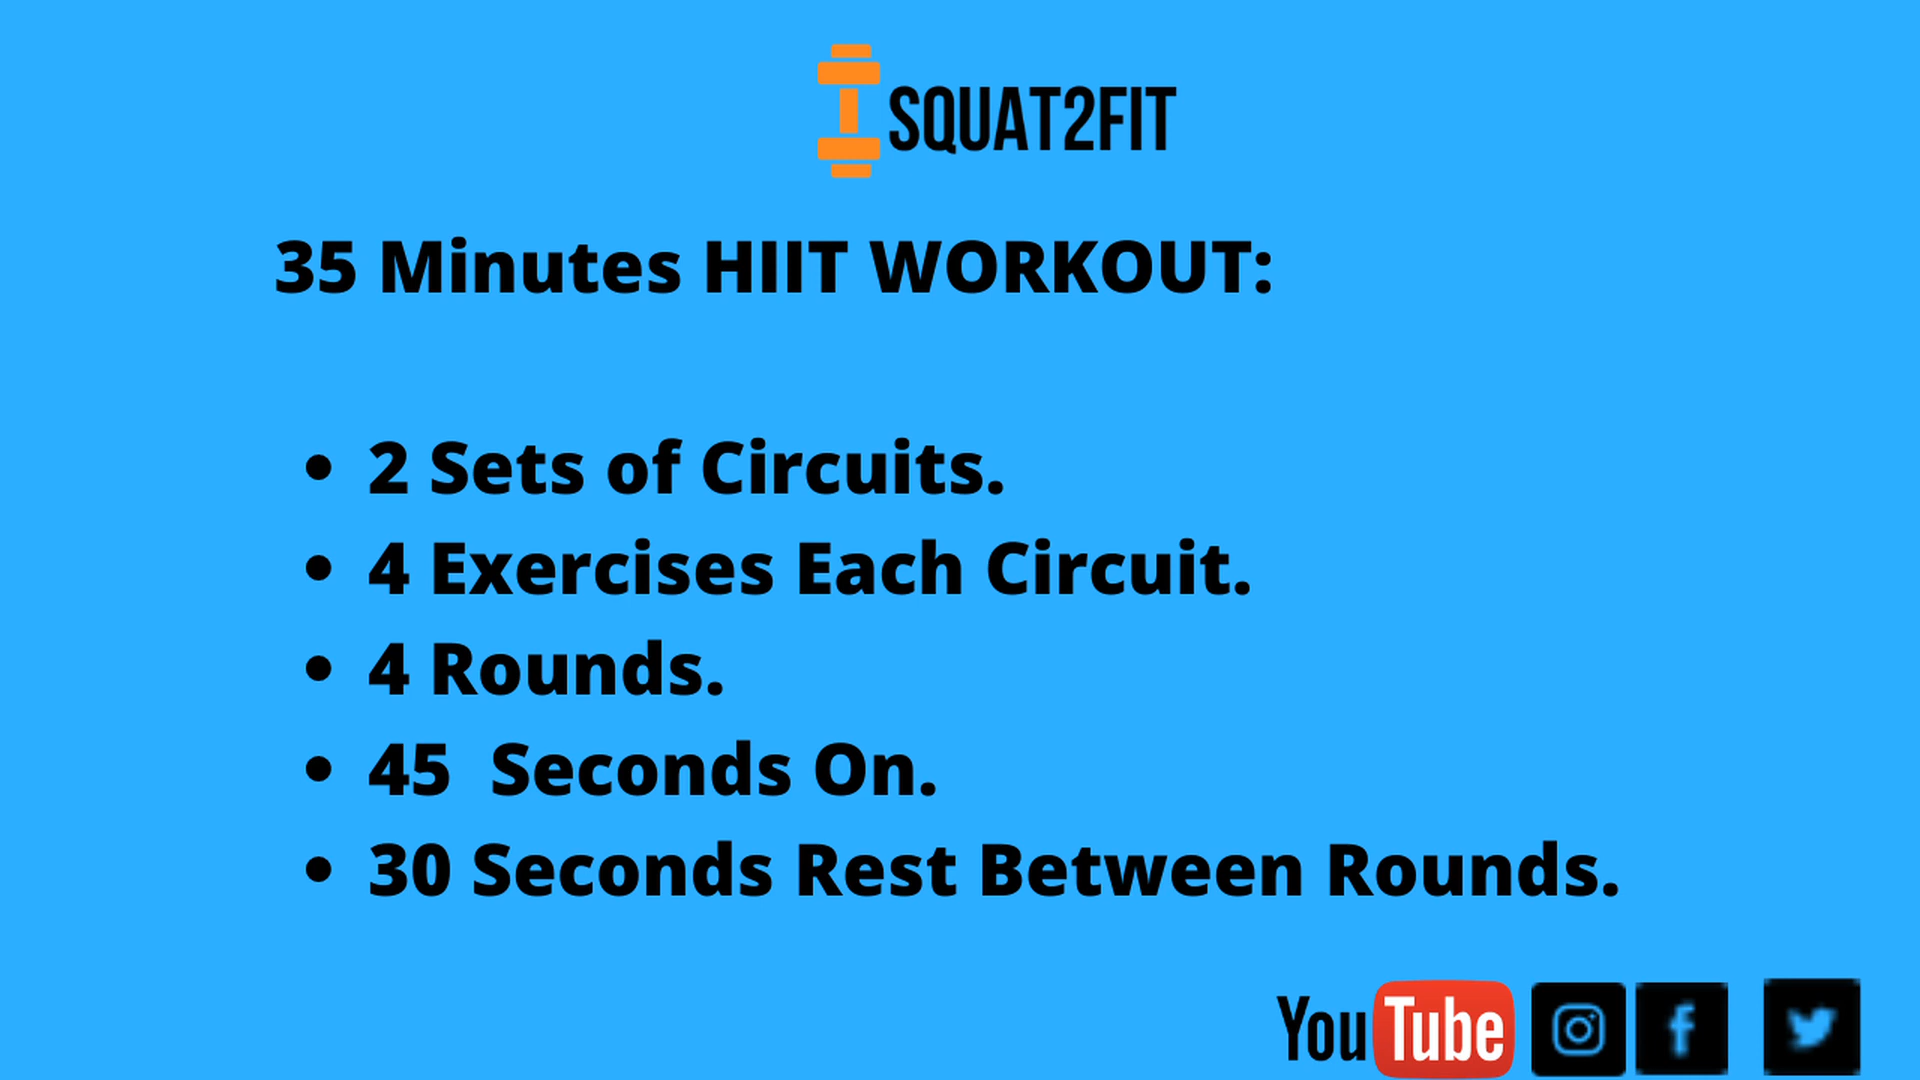 SQUAT2FIT
35 Minutes HIIT WORKOUT:
• 2 Sets of Circuits.
• 4 Exercises Each Circuit.
• 4 Rounds.
• 45  Seconds On.
• 30 Seconds Rest Between Rounds.
YouTube